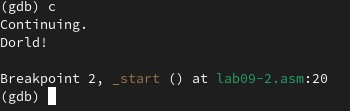 (gdb) c
Continuing.
Dorld!

Breakpoint 2, _start () at lab09-2.asm:20
(gdb)